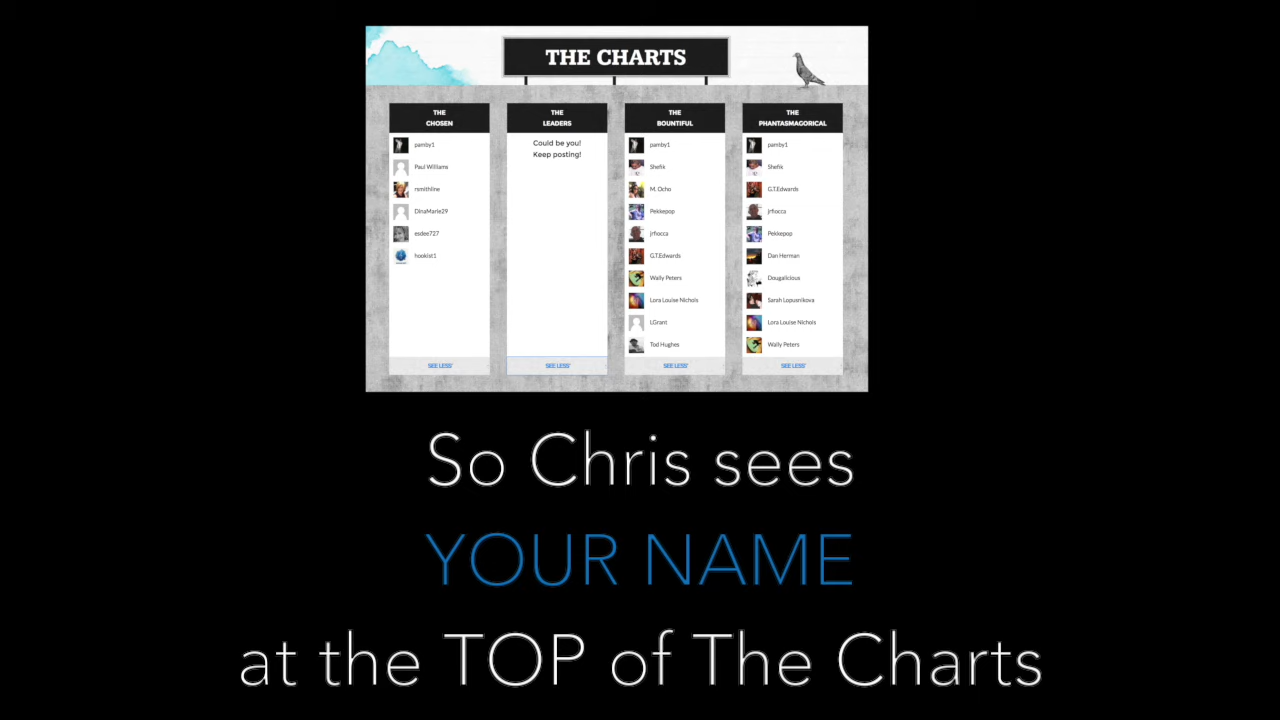 THE CHARTS
THE
CHOSEN
pamby1
Paul Williams
rsmithline
DinaMarie29
esdee727
hookist1
SEE LESS
THE
LEADERS
Could be you!
Keep posting!
SEE LESS
THE
BOUNTIFUL
pamby1
Shefik
M. Ocho
Pekkepop
jrfiocca
G.T.Edwards
Wally Peters
Lora Louise Nichols
LGrant
Tod Hughes
SEE LESS
THE
PHANTASMAGORICAL
pamby1
Shefik
G.T.Edwards
jrfiocca
Pekkepop
Dan Herman
Dougalicious
Sarah Lopusnikova
Lora Louise Nichols
Wally Peters
SEE LESS
So Chris sees
YOUR NAME
at the TOP of The Charts